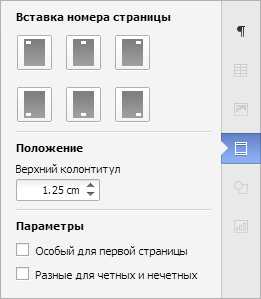 Вставка номера страницы
Положение
Верхний колонтитул
1.25 cm
Параметры
Особый для первой страницы
Разные для четных и нечетных